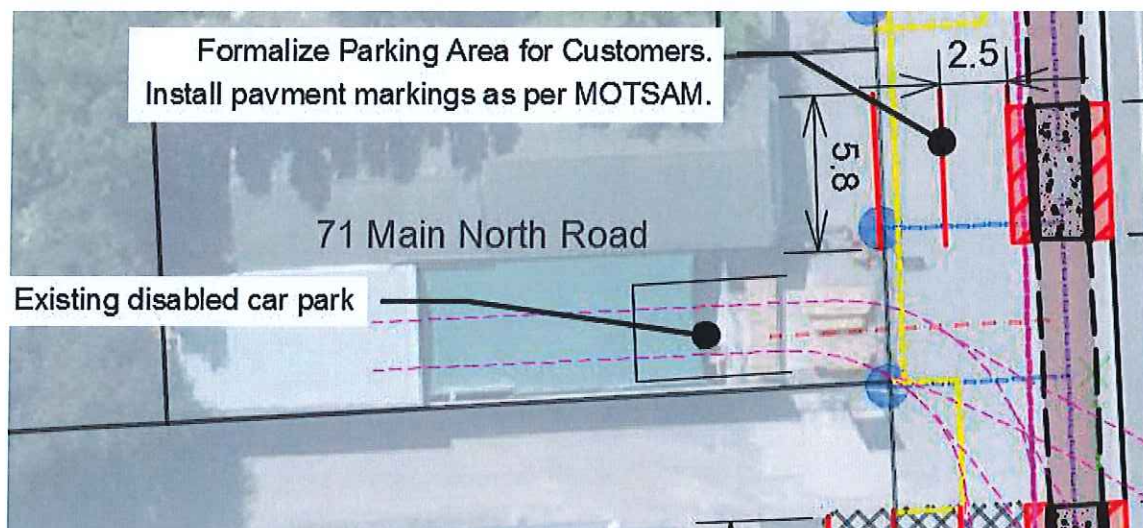 Formalize Parking Area for Customers.
Install pavment markings as per MOTSAM.
2.5
5.8
71 Main North Road
Existing disabled car park